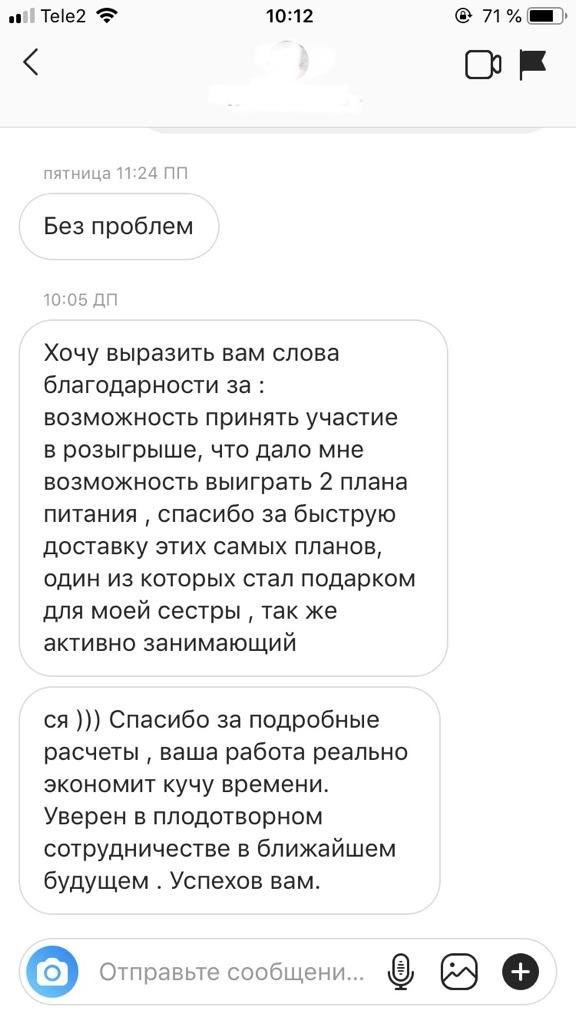 Tele2
10:12
71 %
пятница 11:24 ПП
Без проблем
10:05 ДП
Хочу выразить вам слова
благодарности за :
возможность принять участие
в розыгрыше, что дало мне
возможность выиграть 2 плана
питания , спасибо за быструю
доставку этих самых планов,
один из которых стал подарком
для моей сестры , так же
активно занимающий
ся ))) Спасибо за подробные
расчеты , ваша работа реально
экономит кучу времени.
Уверен в плодотворном
сотрудничестве в ближайшем
будущем . Успехов вам.
Отправьте сообщени...